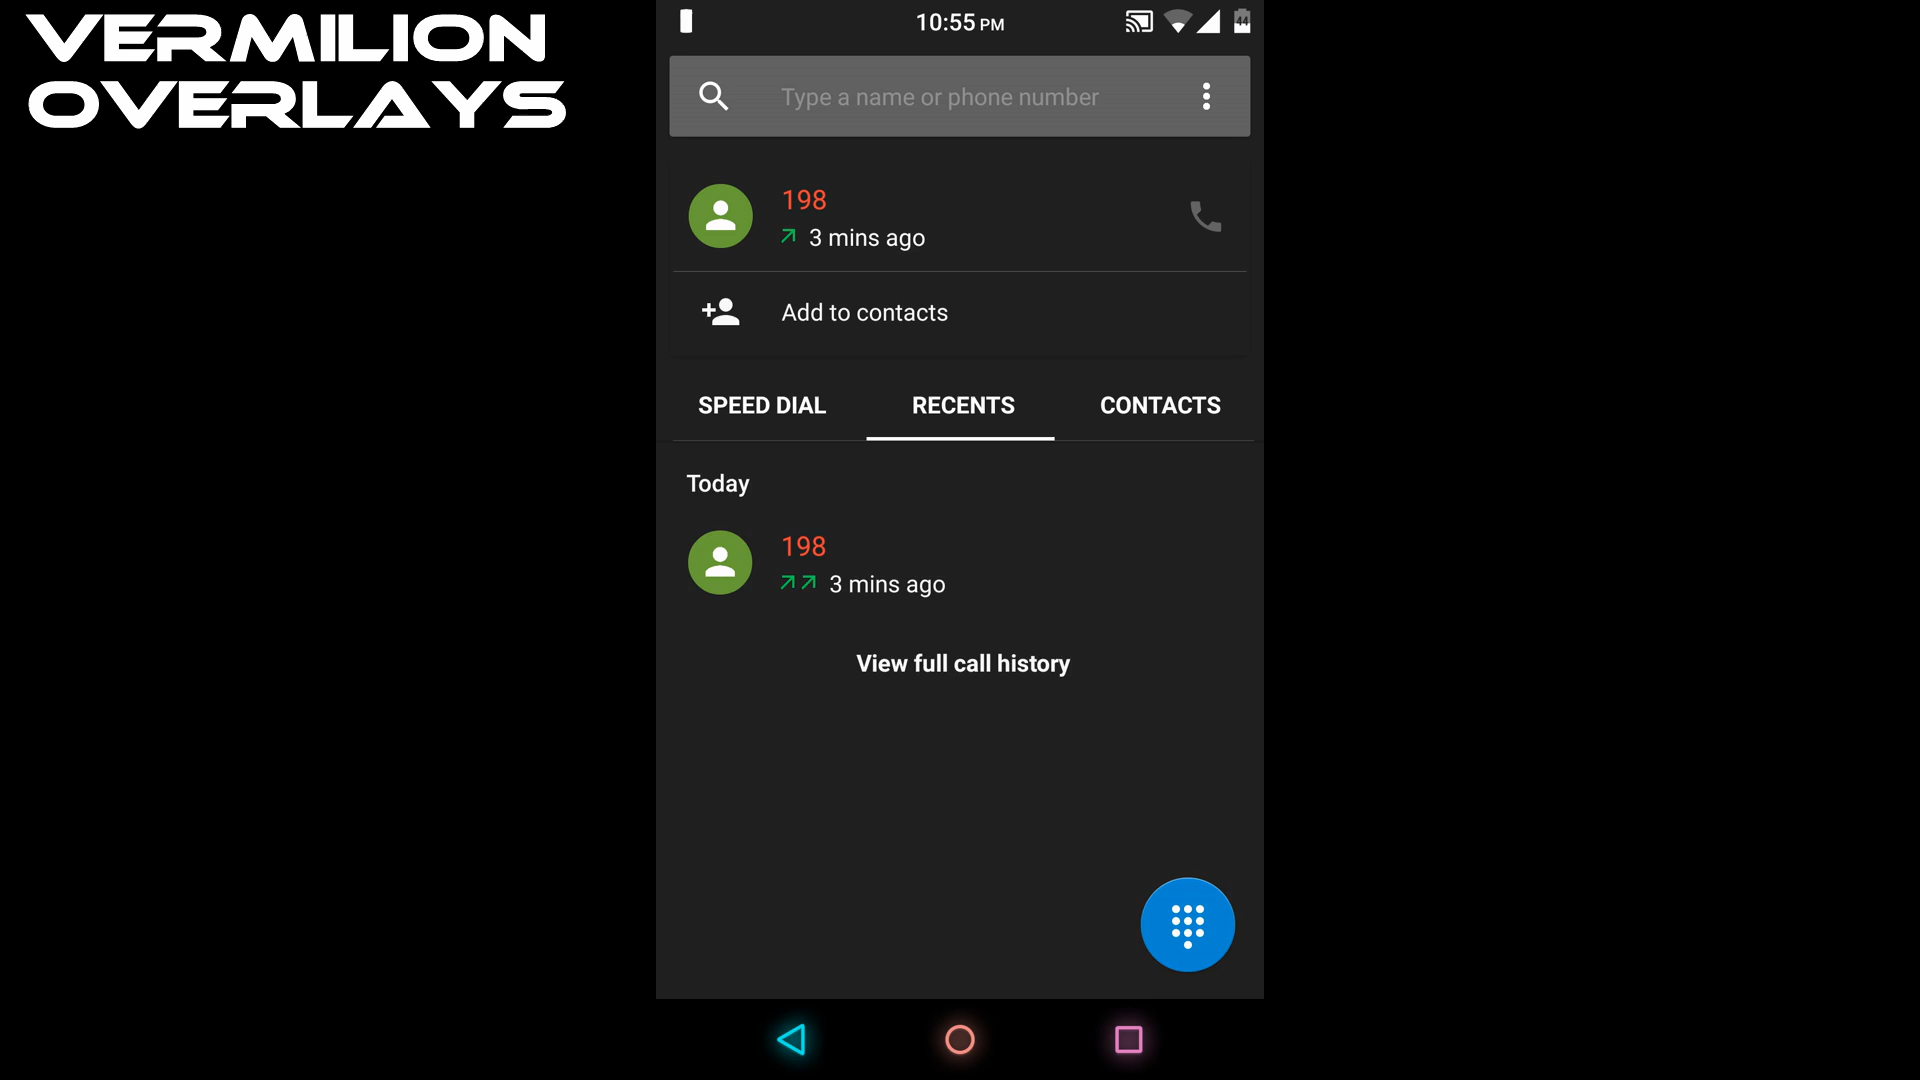 VERMILION
OVERLAYS
10:55 PM
44
Type a name or phone number
198
3 mins ago
Add to contacts
SPEED DIAL RECENTS CONTACTS
Today
198
3 mins ago
View full call history